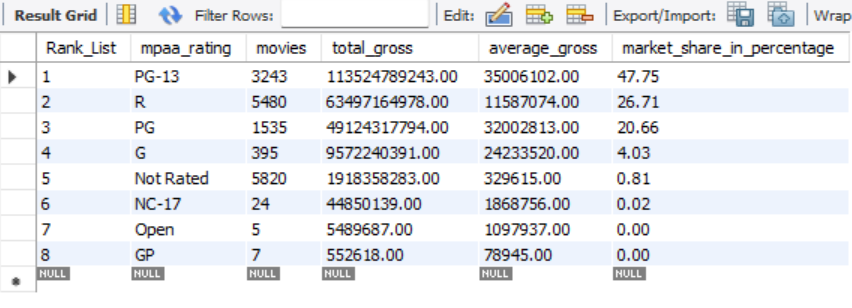 Result Grid Filter Rows: Edit: Export/Import: Wrap
Rank_List mpaa_rating movies total_gross average_gross market_share_in_percentage
1 PG-13 3243 113524789243.00 35006102.00 47.75
2 R 5480 63497164978.00 11587074.00 26.71
3 PG 1535 49124317794.00 32002813.00 20.66
4 G 395 9572240391.00 24233520.00 4.03
5 Not Rated 5820 1918358283.00 329615.00 0.81
6 NC-17 24 44850139.00 1868756.00 0.02
7 Open 5 5489687.00 1097937.00 0.00
8 GP 7 552618.00 78945.00 0.00
NULL NULL NULL NULL NULL NULL